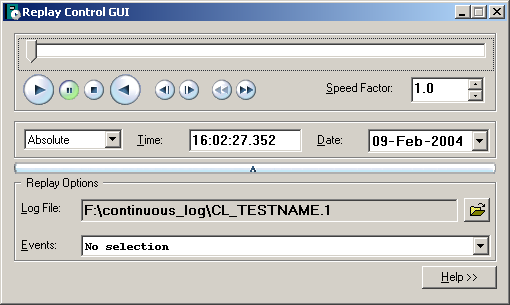 Replay Control GUI
Speed Factor: 1.0
Absolute Time: 16:02:27.352 Date: 09-Feb-2004
Replay Options
Log File: F:\continuous_log\CL_TESTNAME.1
Events: No selection
Help >>